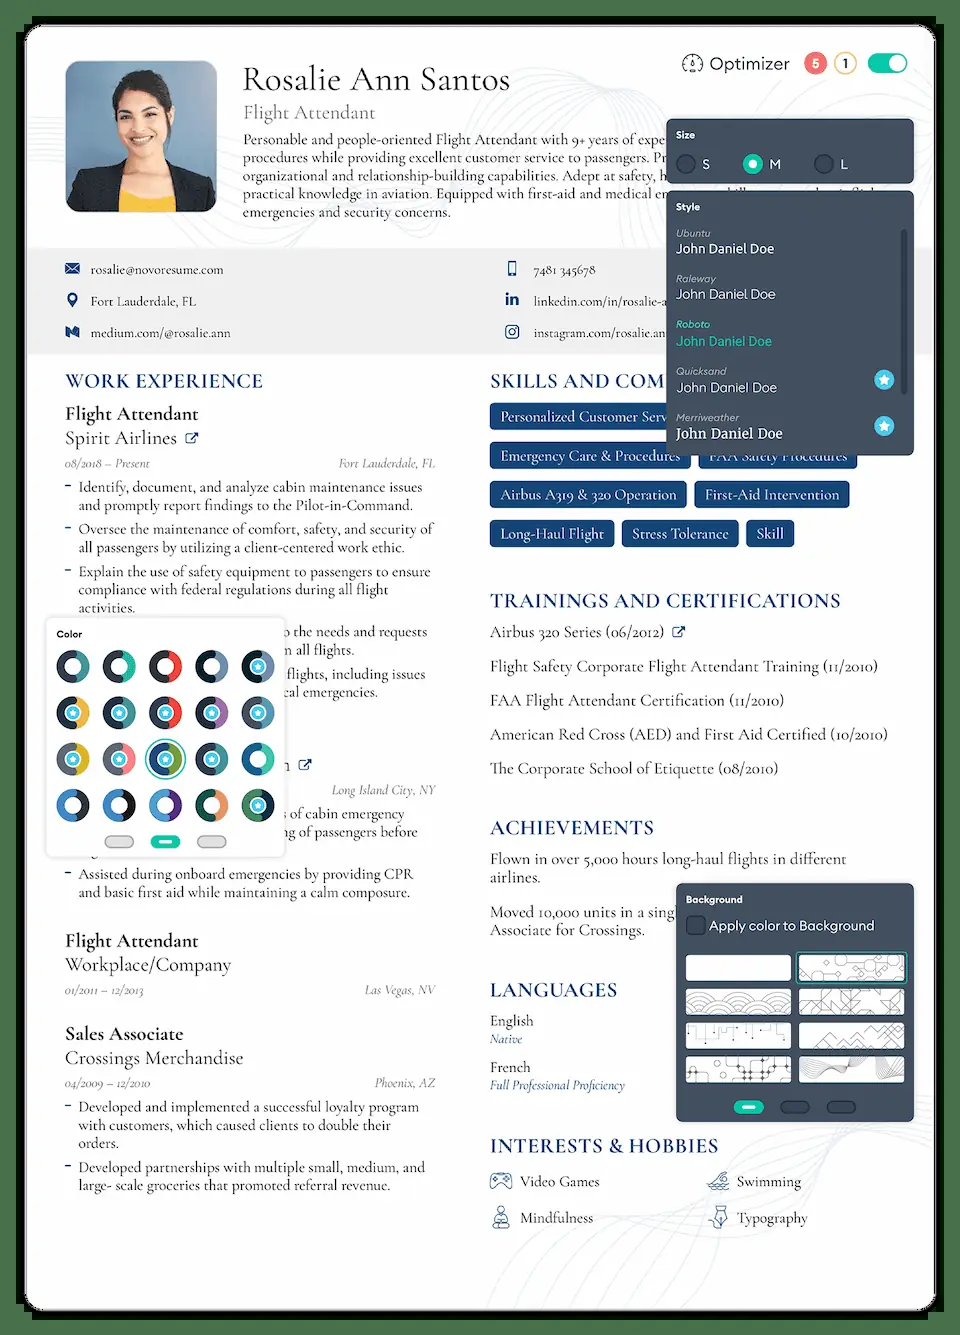 Rosalie Ann Santos
Flight Attendant
Personable and people-oriented Flight Attendant with 9+ years of expe
procedures while providing excellent customer service to passengers. Pr
organizational and relationship-building capabilities. Adept at safety, h
practical knowledge in aviation. Equipped with first-aid and medical en
emergencies and security concerns.
Optimizer 5 1
Size
S M L
Style
Ubuntu
John Daniel Doe
Raleway
John Daniel Doe
Roboto
John Daniel Doe
Quicksand
John Daniel Doe
Merriweather
John Daniel Doe
rosalie@novoresume.com
Fort Lauderdale, FL
medium.com/@rosalie.ann
7481 345678
linkedin.com/in/rosalie-a
instagram.com/rosalie.an
WORK EXPERIENCE
Flight Attendant
Spirit Airlines
08/2018 – Present Fort Lauderdale, FL
- Identify, document, and analyze cabin maintenance issues
and promptly report findings to the Pilot-in-Command.
- Oversee the maintenance of comfort, safety, and security of
all passengers by utilizing a client-centered work ethic.
- Explain the use of safety equipment to passengers to ensure
compliance with federal regulations during all flight
activities.
o the needs and requests
n all flights.
flights, including issues
cal emergencies.
Color
n
Long Island City, NY
s of cabin emergency
ng of passengers before
- Assisted during onboard emergencies by providing CPR
and basic first aid while maintaining a calm composure.
Flight Attendant
Workplace/Company
01/2011 – 12/2013 Las Vegas, NV
Sales Associate
Crossings Merchandise
04/2009 – 12/2010 Phoenix, AZ
- Developed and implemented a successful loyalty program
with customers, which caused clients to double their
orders.
- Developed partnerships with multiple small, medium, and
large- scale groceries that promoted referral revenue.
SKILLS AND COM
Personalized Customer Serv
Emergency Care & Procedures FAA Safety Procedures
Airbus A319 & 320 Operation First-Aid Intervention
Long-Haul Flight Stress Tolerance Skill
TRAININGS AND CERTIFICATIONS
Airbus 320 Series (06/2012)
Flight Safety Corporate Flight Attendant Training (11/2010)
FAA Flight Attendant Certification (11/2010)
American Red Cross (AED) and First Aid Certified (10/2010)
The Corporate School of Etiquette (08/2010)
ACHIEVEMENTS
Flown in over 5,000 hours long-haul flights in different
airlines.
Moved 10,000 units in a singl
Associate for Crossings.
Background
Apply color to Background
LANGUAGES
English
Native
French
Full Professional Proficiency
INTERESTS & HOBBIES
Video Games Swimming
Mindfulness Typography